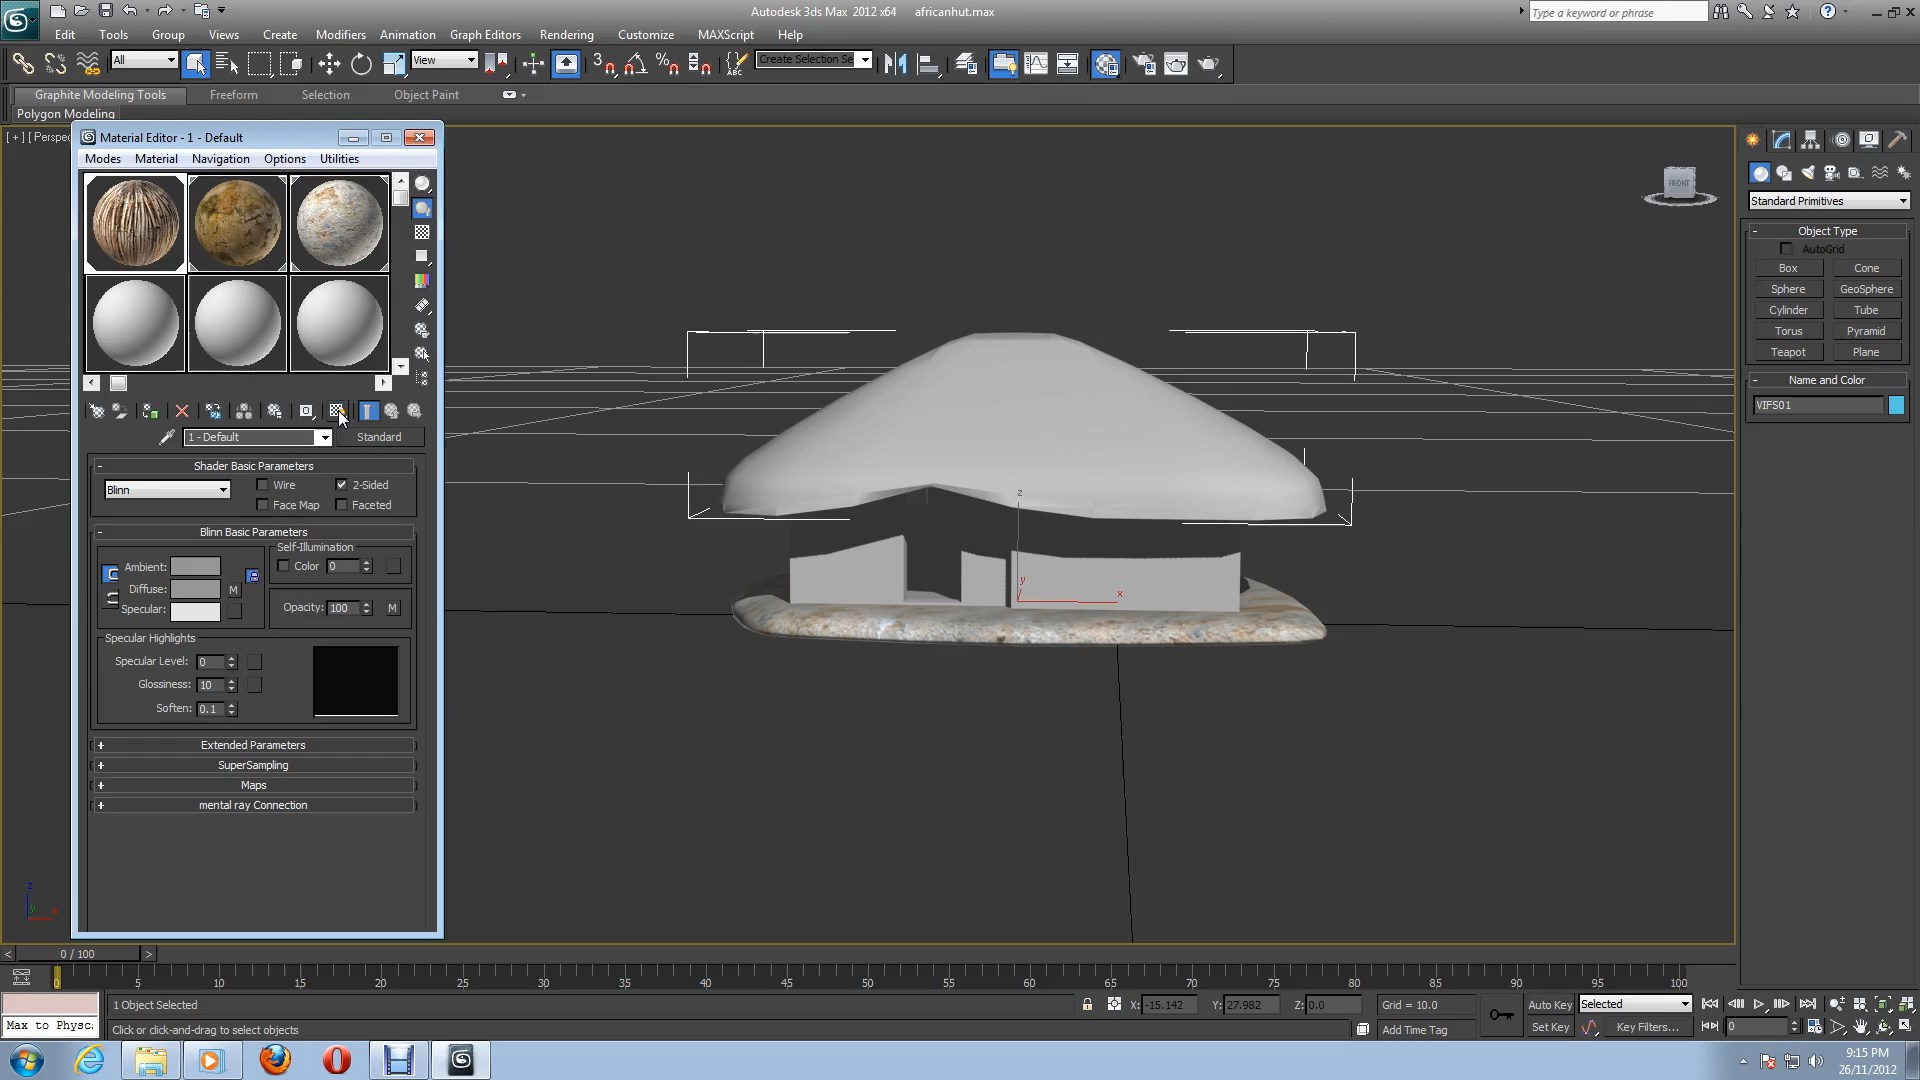 Autodesk 3ds Max 2012 x64 africanhut.max
Type a keyword or phrase
Edit Tools Group Views Create Modifiers Animation Graph Editors Rendering Customize MAXScript Help
All View Create Selection Se
Graphite Modeling Tools Freeform Selection Object Paint
Polygon Modeling
[ + ] [ Perspec
Material Editor - 1 - Default
Modes Material Navigation Options Utilities
1 - Default Standard
Shader Basic Parameters
Blinn Wire 2-Sided
Face Map Faceted
Blinn Basic Parameters
Self-Illumination
Ambient: Color 0
Diffuse: M
Specular: Opacity: 100 M
Specular Highlights
Specular Level: 0
Glossiness: 10
Soften: 0.1
Extended Parameters
SuperSampling
Maps
mental ray Connection
FRONT
z
y
x
z
y
x
Standard Primitives
Object Type
AutoGrid
Box Cone
Sphere GeoSphere
Cylinder Tube
Torus Pyramid
Teapot Plane
Name and Color
VIFS01
< 0 / 100 >
0 5 10 15 20 25 30 35 40 45 50 55 60 65 70 75 80 85 90 95 100
1 Object Selected X: -15.142 Y: 27.982 Z: 0.0 Grid = 10.0 Auto Key Selected
Max to Physc: Click or click-and-drag to select objects Add Time Tag Set Key Key Filters... 0
9:15 PM
26/11/2012